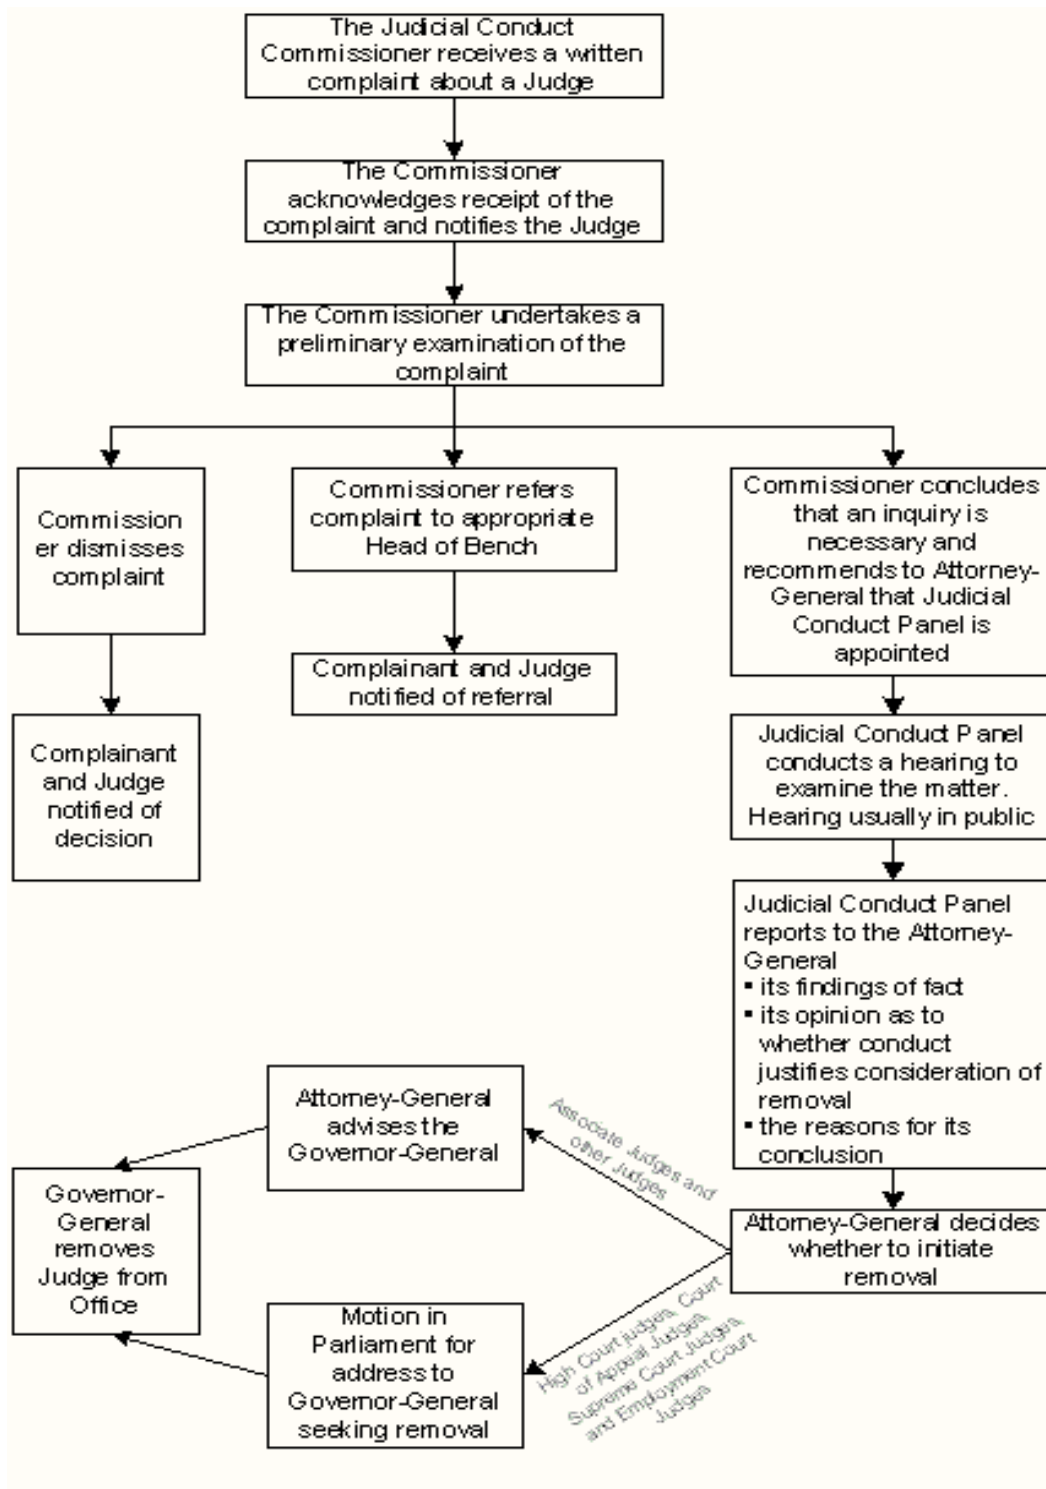 The Judicial Conduct
Commissioner receives a written
complaint about a Judge
The Commissioner
acknowledges receipt of the
complaint and notifies the Judge
The Commissioner undertakes a
preliminary examination of the
complaint
Commission
er dismisses
complaint
Commissioner refers
complaint to appropriate
Head of Bench
Commissioner concludes
that an inquiry is
necessary and
recommends to Attorney-
General that Judicial
Conduct Panel is
appointed
Complainant and Judge
notified of referral
Complainant
and Judge
notified of
decision
Judicial Conduct Panel
conducts a hearing to
examine the matter.
Hearing usually in public
Judicial Conduct Panel
reports to the Attorney-
General
▪ its findings of fact
▪ its opinion as to
whether conduct
justifies consideration of
removal
▪ the reasons for its
conclusion
Attorney-General decides
whether to initiate
removal
Associate Judges and
other Judges
Attorney-General
advises the
Governor-General
High Court judges, Court
of Appeal Judges,
Supreme Court Judges,
and Employment Court
Judges
Motion in
Parliament for
address to
Governor-General
seeking removal
Governor-
General
removes
Judge from
Office